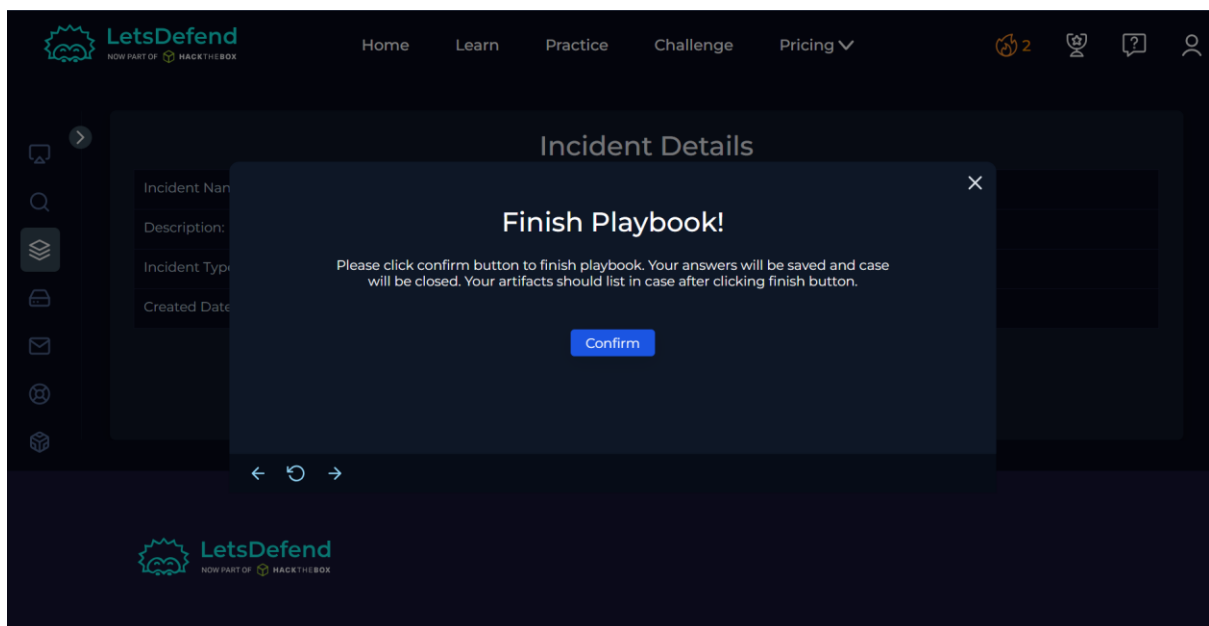 LetsDefend
NOW PART OF HACKTHEBOX
Home Learn Practice Challenge Pricing
2
Incident Details
Incident Nam
Description:
Incident Type
Created Date
Finish Playbook!
Please click confirm button to finish playbook. Your answers will be saved and case
will be closed. Your artifacts should list in case after clicking finish button.
Confirm
LetsDefend
NOW PART OF HACKTHEBOX